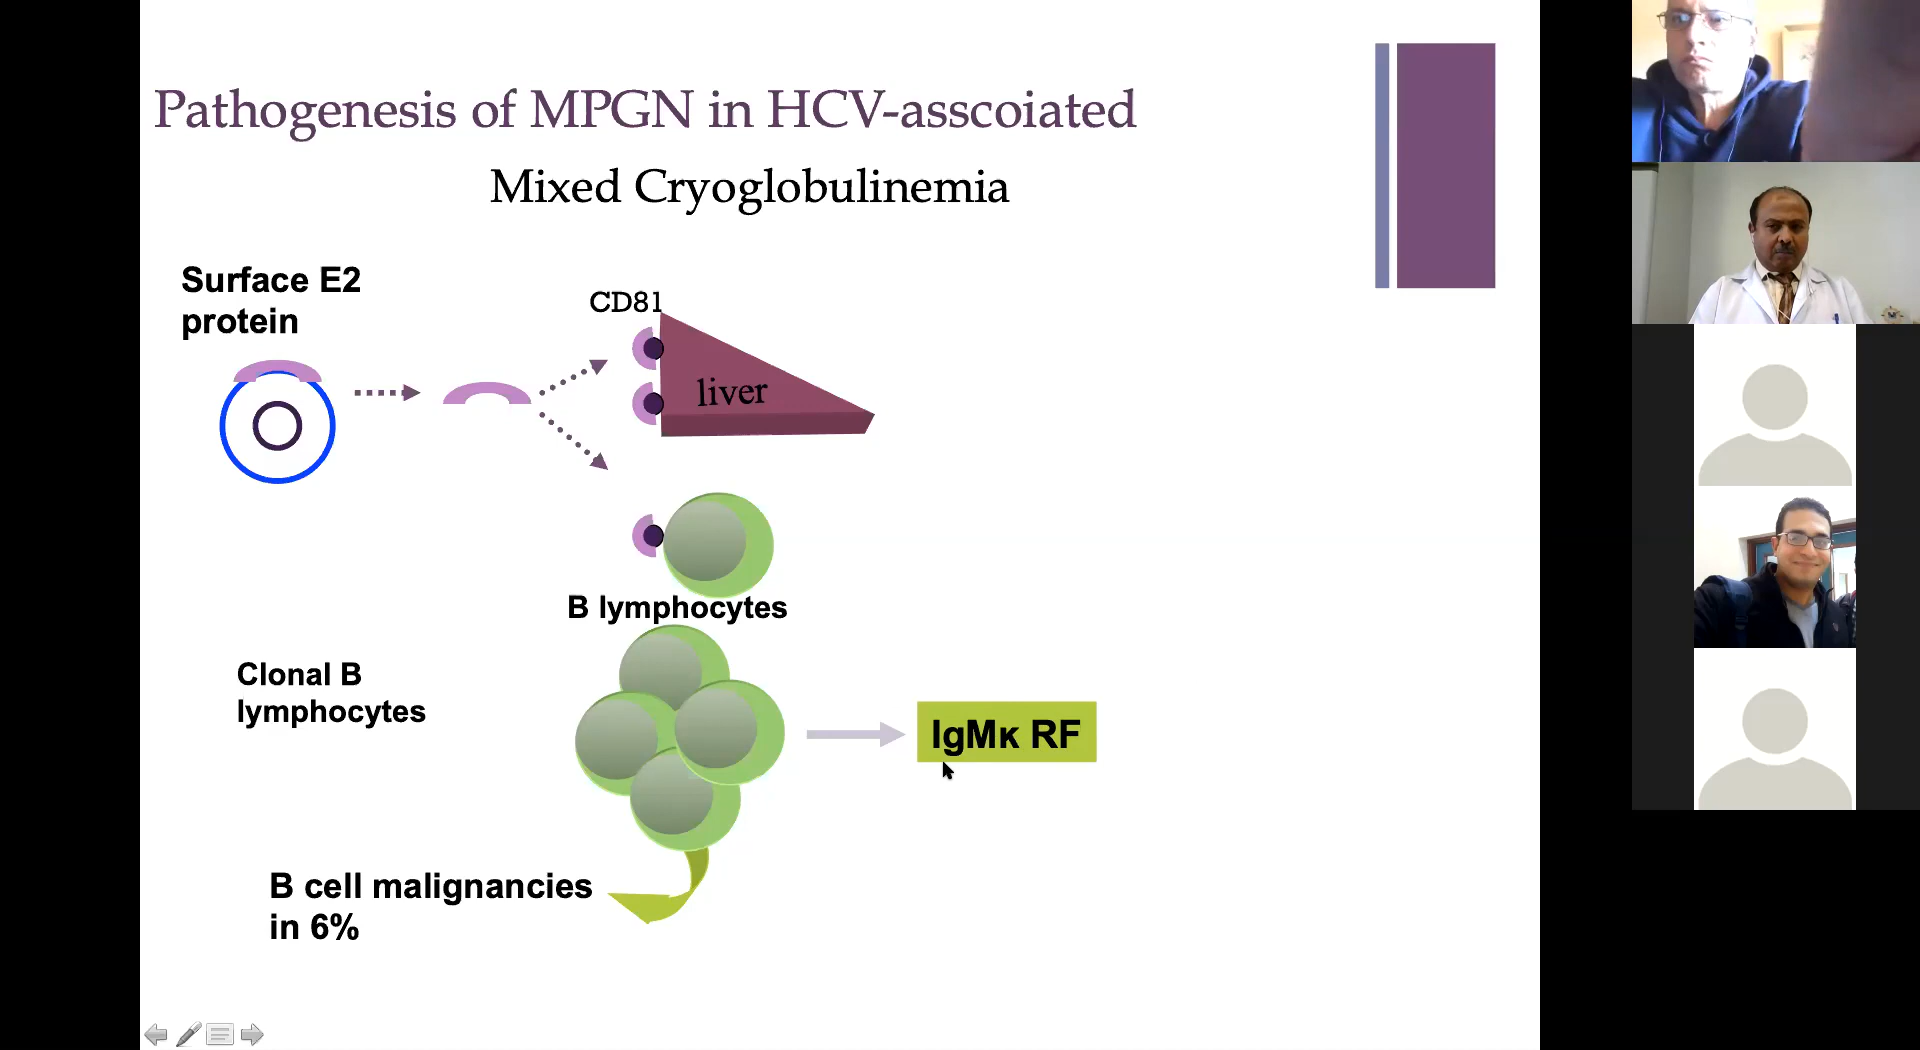 Pathogenesis of MPGN in HCV-asscoiated
Mixed Cryoglobulinemia
Surface E2
protein
CD81
liver
B lymphocytes
Clonal B
lymphocytes
IgMκ RF
B cell malignancies
in 6%